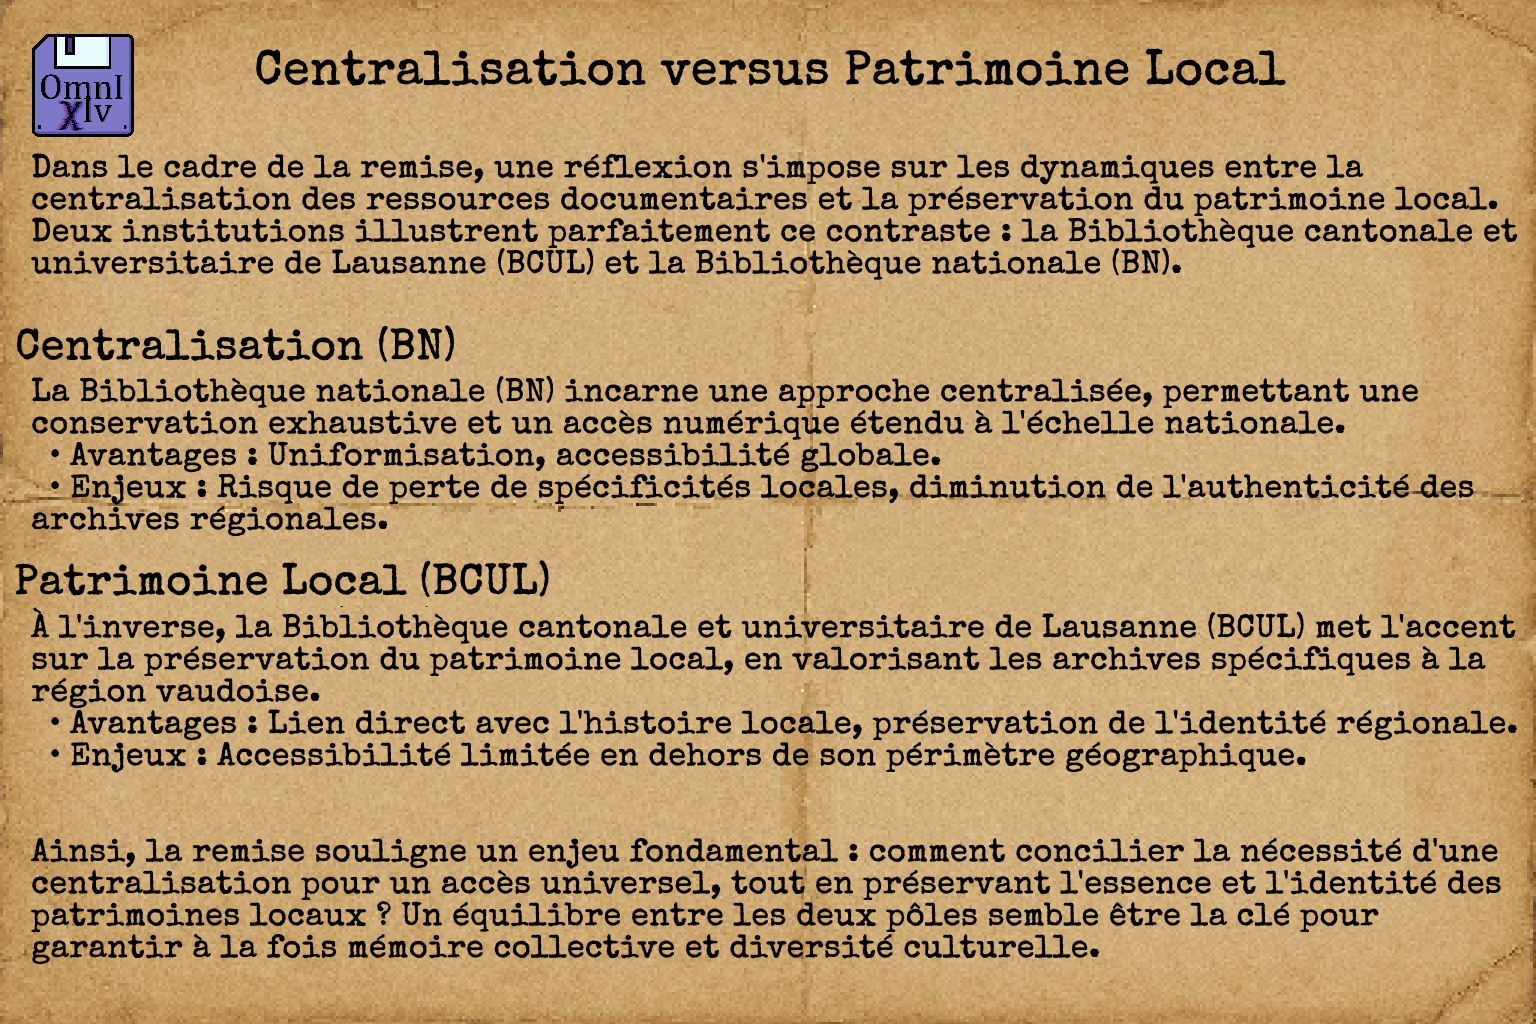 OmnI
χIv
Centralisation versus Patrimoine Local
Dans le cadre de la remise, une réflexion s'impose sur les dynamiques entre la
centralisation des ressources documentaires et la préservation du patrimoine local.
Deux institutions illustrent parfaitement ce contraste : la Bibliothèque cantonale et
universitaire de Lausanne (BCUL) et la Bibliothèque nationale (BN).
Centralisation (BN)
La Bibliothèque nationale (BN) incarne une approche centralisée, permettant une
conservation exhaustive et un accès numérique étendu à l'échelle nationale.
• Avantages : Uniformisation, accessibilité globale.
• Enjeux : Risque de perte de spécificités locales, diminution de l'authenticité des
archives régionales.
Patrimoine Local (BCUL)
À l'inverse, la Bibliothèque cantonale et universitaire de Lausanne (BCUL) met l'accent
sur la préservation du patrimoine local, en valorisant les archives spécifiques à la
région vaudoise.
• Avantages : Lien direct avec l'histoire locale, préservation de l'identité régionale.
• Enjeux : Accessibilité limitée en dehors de son périmètre géographique.
Ainsi, la remise souligne un enjeu fondamental : comment concilier la nécessité d'une
centralisation pour un accès universel, tout en préservant l'essence et l'identité des
patrimoines locaux ? Un équilibre entre les deux pôles semble être la clé pour
garantir à la fois mémoire collective et diversité culturelle.